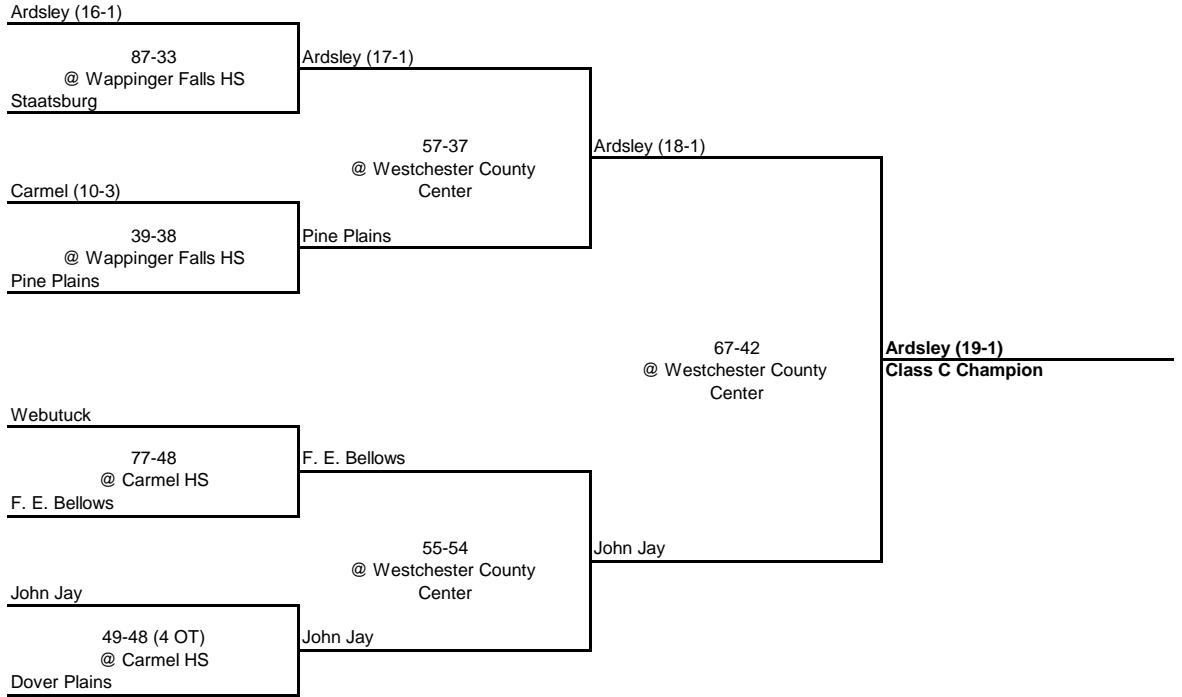 Ardsley (16-1)
87-33
@ Wappinger Falls HS
Staatsburg
Ardsley (17-1)
57-37
@ Westchester County
Center
Ardsley (18-1)
Carmel (10-3)
39-38
@ Wappinger Falls HS
Pine Plains
Pine Plains
67-42
@ Westchester County
Center
Ardsley (19-1)
Class C Champion
Webutuck
77-48
@ Carmel HS
F. E. Bellows
F. E. Bellows
55-54
@ Westchester County
Center
John Jay
John Jay
49-48 (4 OT)
@ Carmel HS
Dover Plains
John Jay